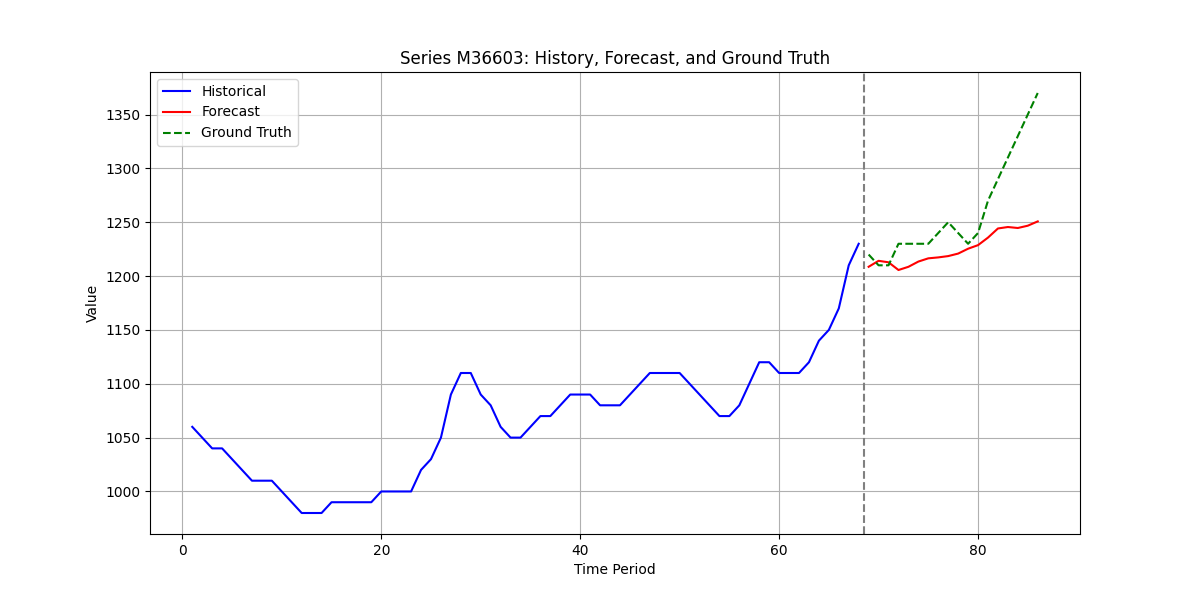 Series M36603: History, Forecast, and Ground Truth
Historical
Forecast
Ground Truth
1350
1300
1250
1200
1150
1100
1050
1000
Value
0 20 40 60 80
Time Period